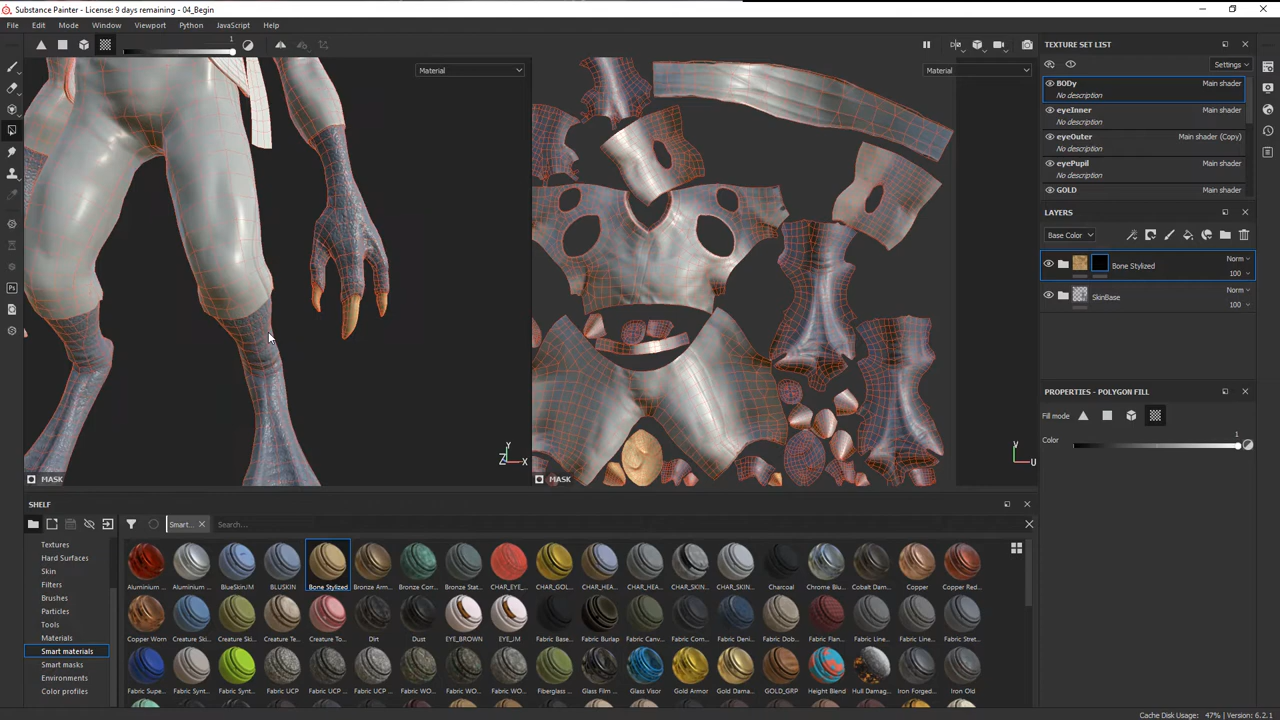 Substance Painter - License: 9 days remaining - 04_Begin
File Edit Mode Window Viewport Python JavaScript Help
1
Material
Material
Y
Z X
V
U
MASK
MASK
TEXTURE SET LIST
Settings
BODy Main shader
No description
eyeInner Main shader
No description
eyeOuter Main shader (Copy)
No description
eyePupil Main shader
No description
GOLD Main shader
LAYERS
Base Color
Bone Stylized Norm
100
SkinBase Norm
100
PROPERTIES - POLYGON FILL
Fill mode
1
Color
SHELF
Smart... Search...
Textures
Hard Surfaces
Skin
Filters
Brushes
Particles
Tools
Materials
Smart materials
Smart masks
Environments
Color profiles
Aluminium ... Aluminium ... BlueSkinJM BLUSKIN Bone Stylized Bronze Arm... Bronze Corr... Bronze Stat... CHAR_EYE_... CHAR_GOL... CHAR_HEA... CHAR_HEA... CHAR_SKIN... CHAR_SKIN... Charcoal Chrome Blu... Cobalt Dam... Copper Copper Red...
Copper Worn Creature Ski... Creature Ski... Creature Te... Creature To... Dirt Dust EYE_BROWN EYE_JM Fabric Base... Fabric Burlap Fabric Canv... Fabric Com... Fabric Deni... Fabric Dob... Fabric Flan... Fabric Line... Fabric Line... Fabric Stret...
Fabric Supe... Fabric Synt... Fabric Synt... Fabric UCP Fabric UCP ... Fabric UCP ... Fabric WO... Fabric WO... Fabric WO... Fiberglass ... Glass Film ... Glass Visor Gold Armor Gold Dama... GOLD_GRP Height Blend Hull Damag... Iron Forged... Iron Old
Cache Disk Usage: 47% | Version: 6.2.1